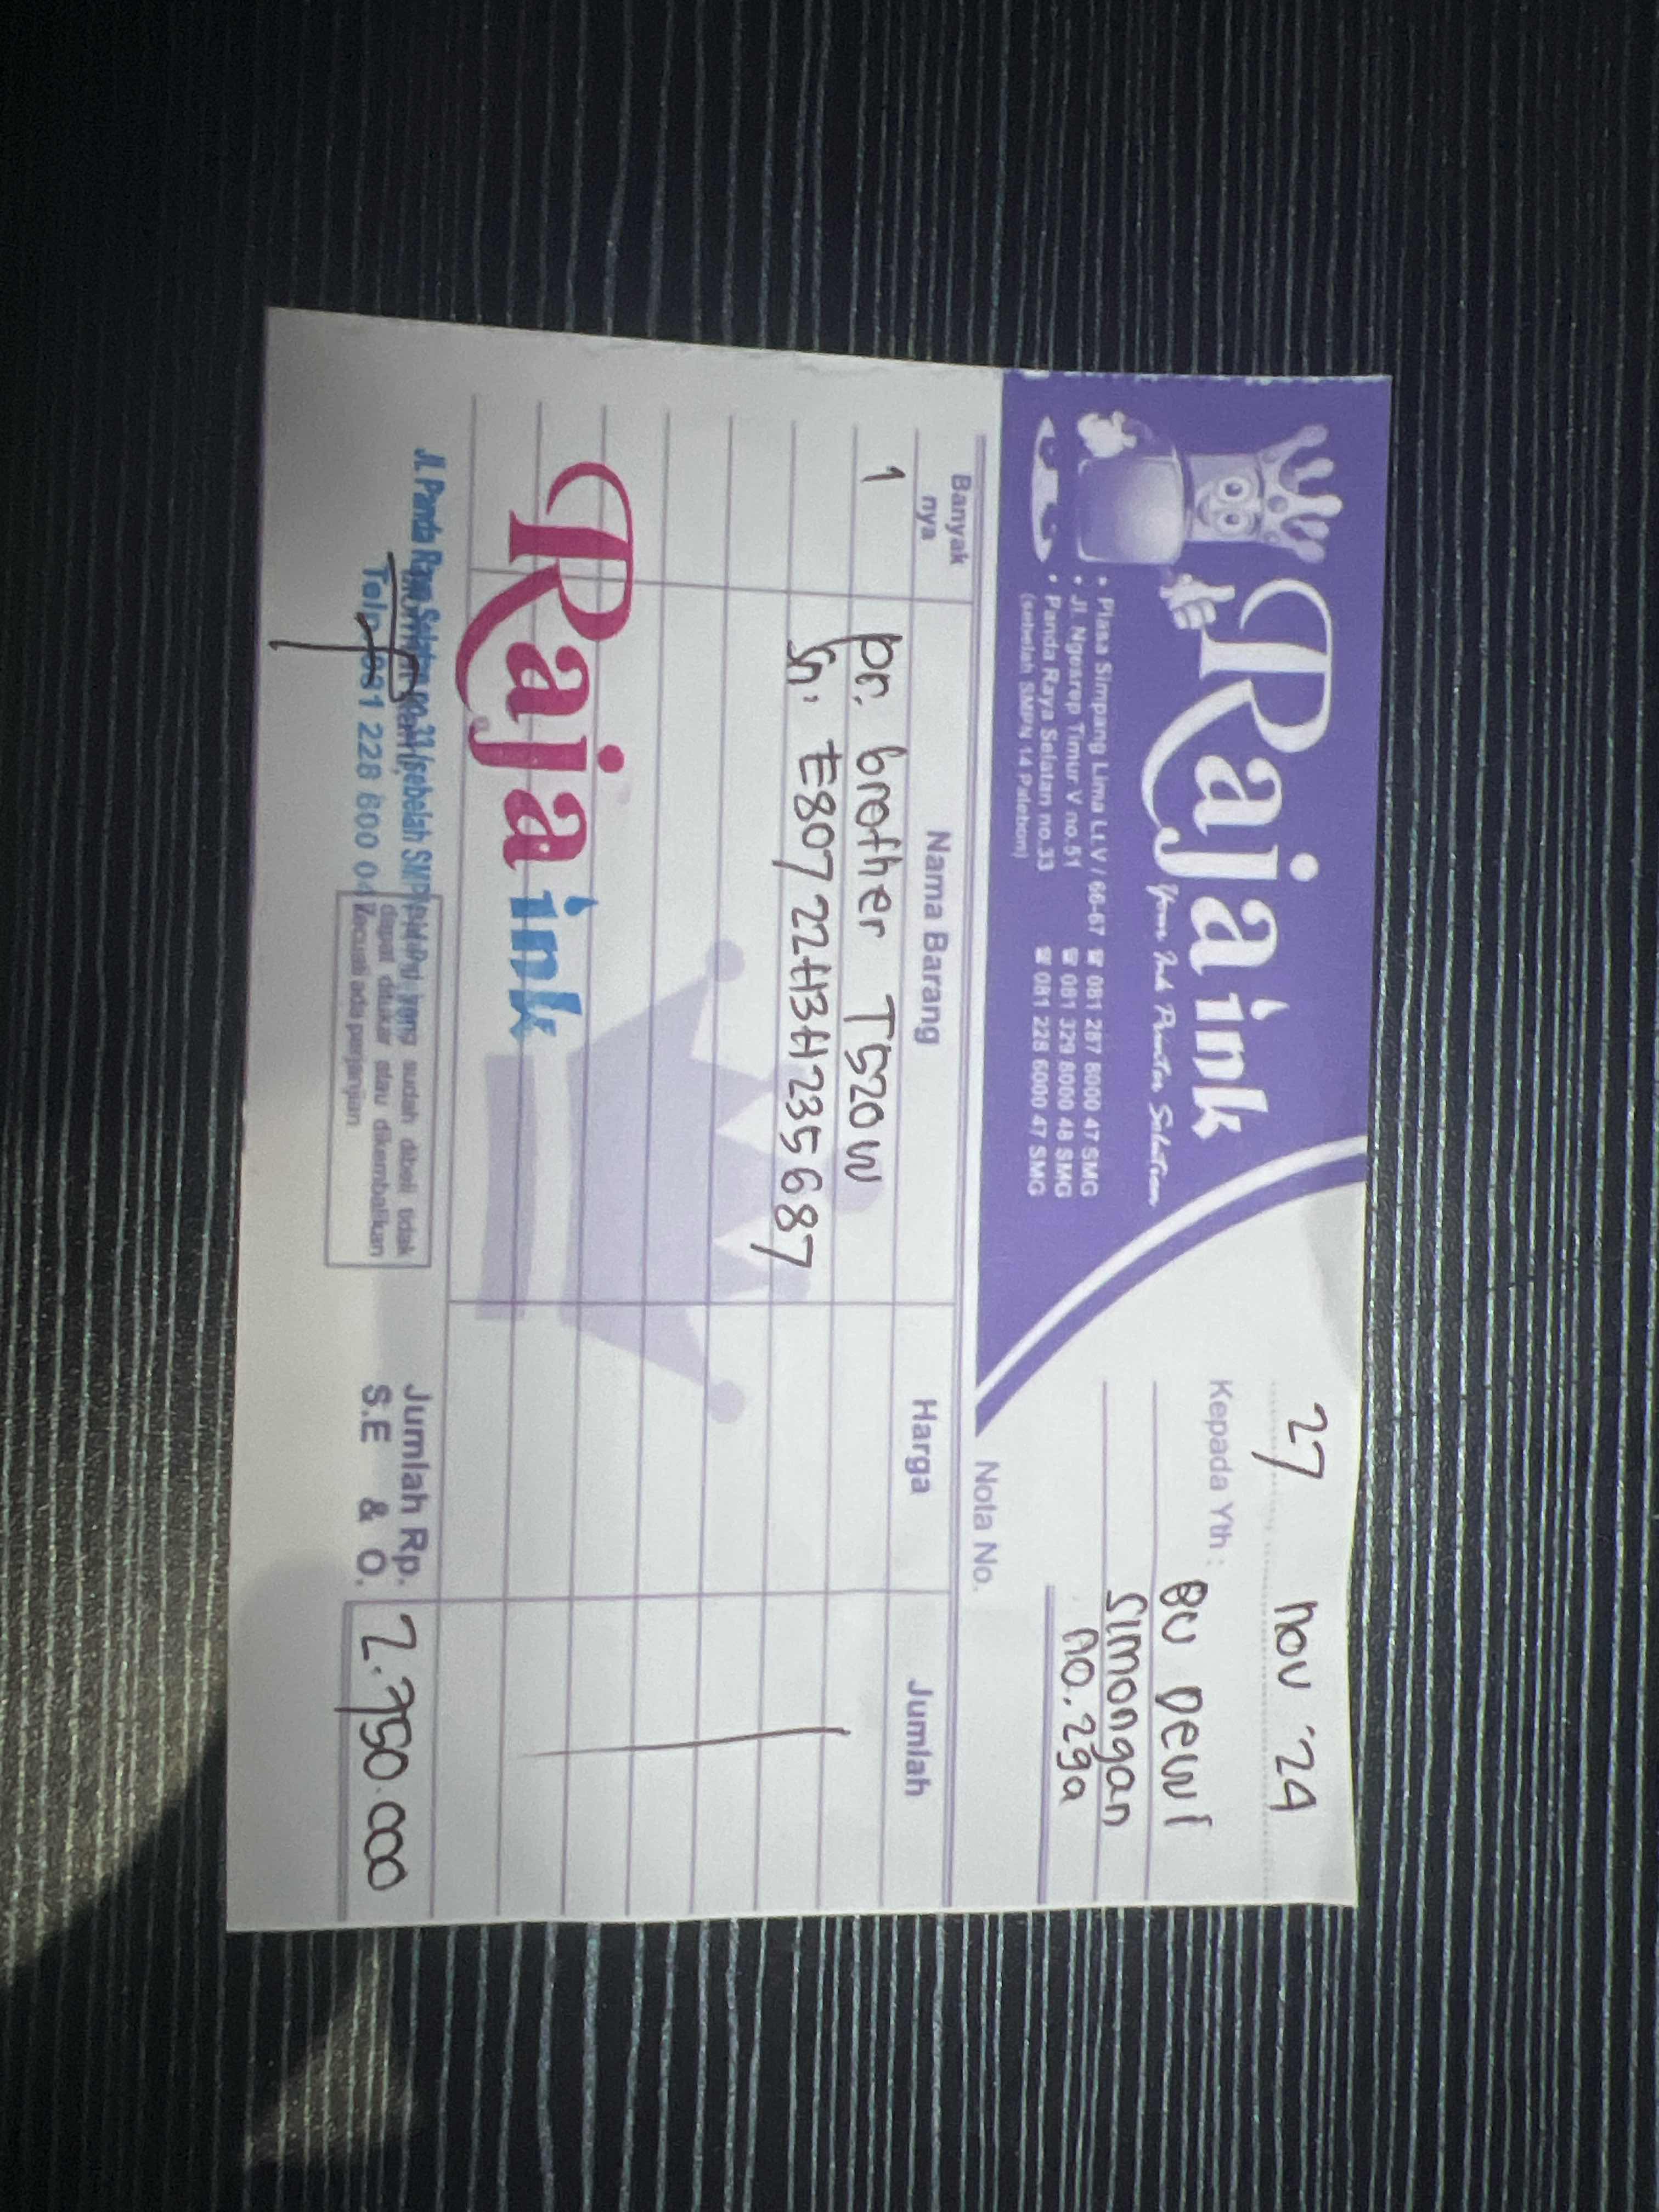 Raja ink
Your Ink Printer Solution
• Plasa Simpang Lima Lt.V / 66-67 ☎ 081 287 8000 47 SMG
• Jl. Ngesrep Timur V no.51 ☎ 081 329 8000 48 SMG
• Panda Raya Selatan no.33 ☎ 081 228 6000 47 SMG
(sebelah SMPN 14 Palebon)
27 nov '24
Kepada Yth : Bu Dewi
Simongan
no. 29a
Nota No.
Banyak nya Nama Barang Harga Jumlah
1 pr. brother T520W
Sn: E80722H3H235687
Raja ink
Jl. Panda Raya Selatan no.33 (sebelah SMPN 14
Telp. 081 228 600 04
yang sudah dibeli tidak
dapat ditukar atau dikembalikan
kecuali ada perjanjian
Jumlah Rp. 2.750.000
S.E & O.